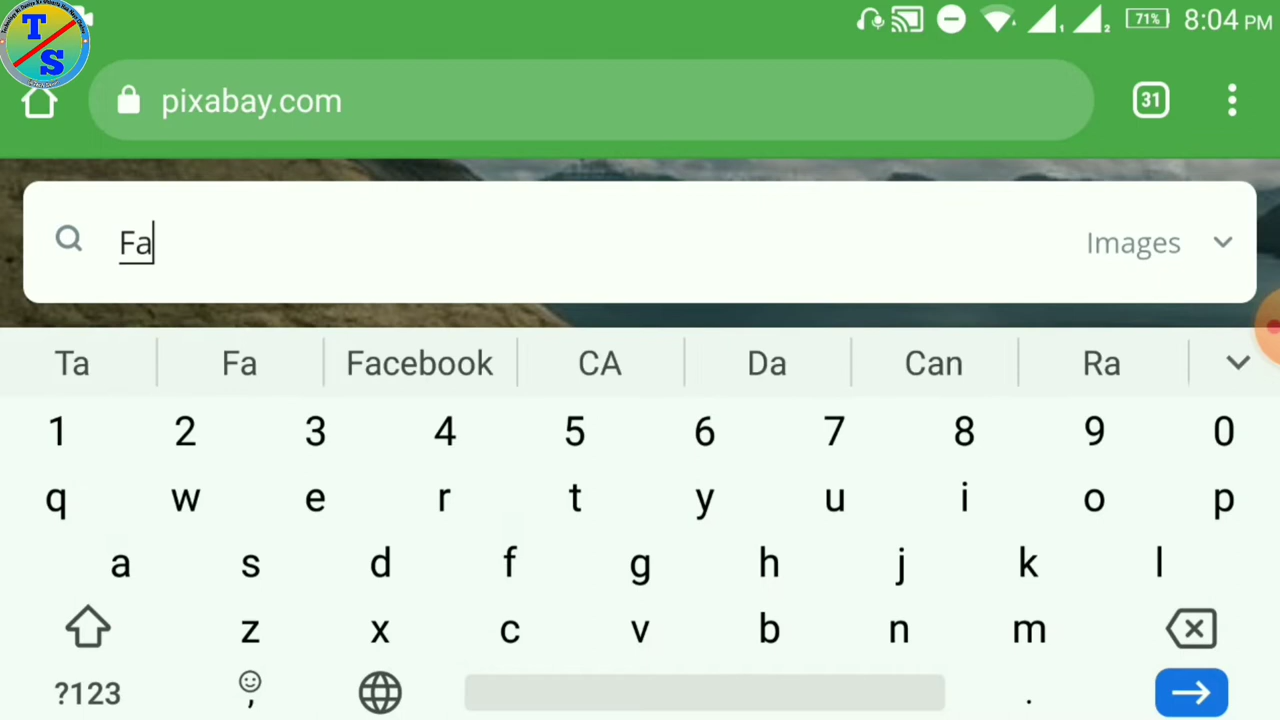 T
S
71%
8:04 PM
pixabay.com
31
Fa
Images
Ta Fa Facebook CA Da Can Ra
1 2 3 4 5 6 7 8 9 0
q w e r t y u i o p
a s d f g h j k l
z x c v b n m
?123 , .